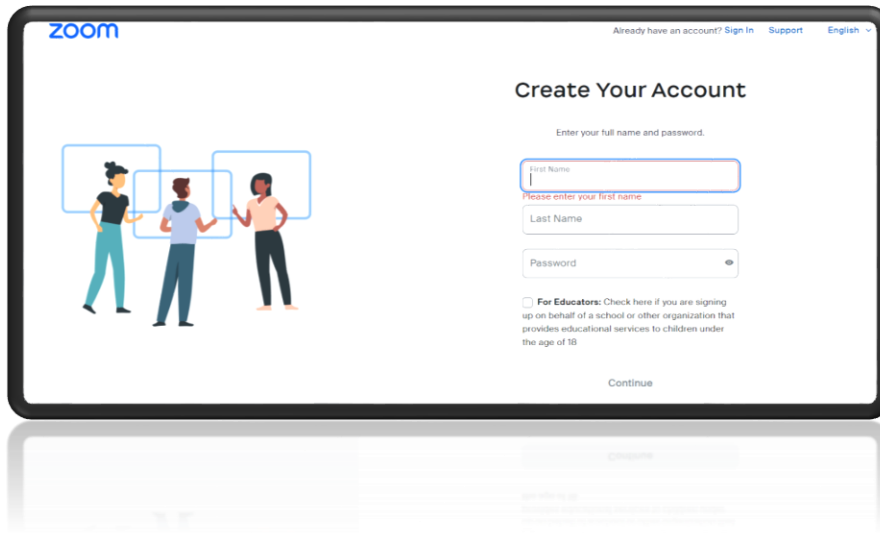 zoom
Already have an account? Sign In Support English
Create Your Account
Enter your full name and password.
First Name
Please enter your first name
Last Name
Password
For Educators: Check here if you are signing
up on behalf of a school or other organization that
provides educational services to children under
the age of 18
Continue